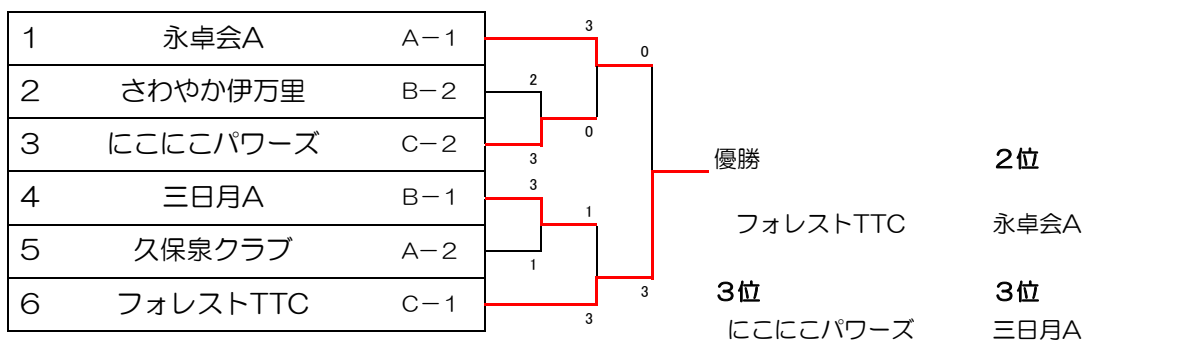 1 永卓会A A－1
2 さわやか伊万里 B－2
3 にこにこパワーズ C－2
4 三日月A B－1
5 久保泉クラブ A－2
6 フォレストTTC C－1
3
0
2
0
3
3
1
1
3
3
優勝 2位
フォレストTTC 永卓会A
3位 3位
にこにこパワーズ 三日月A